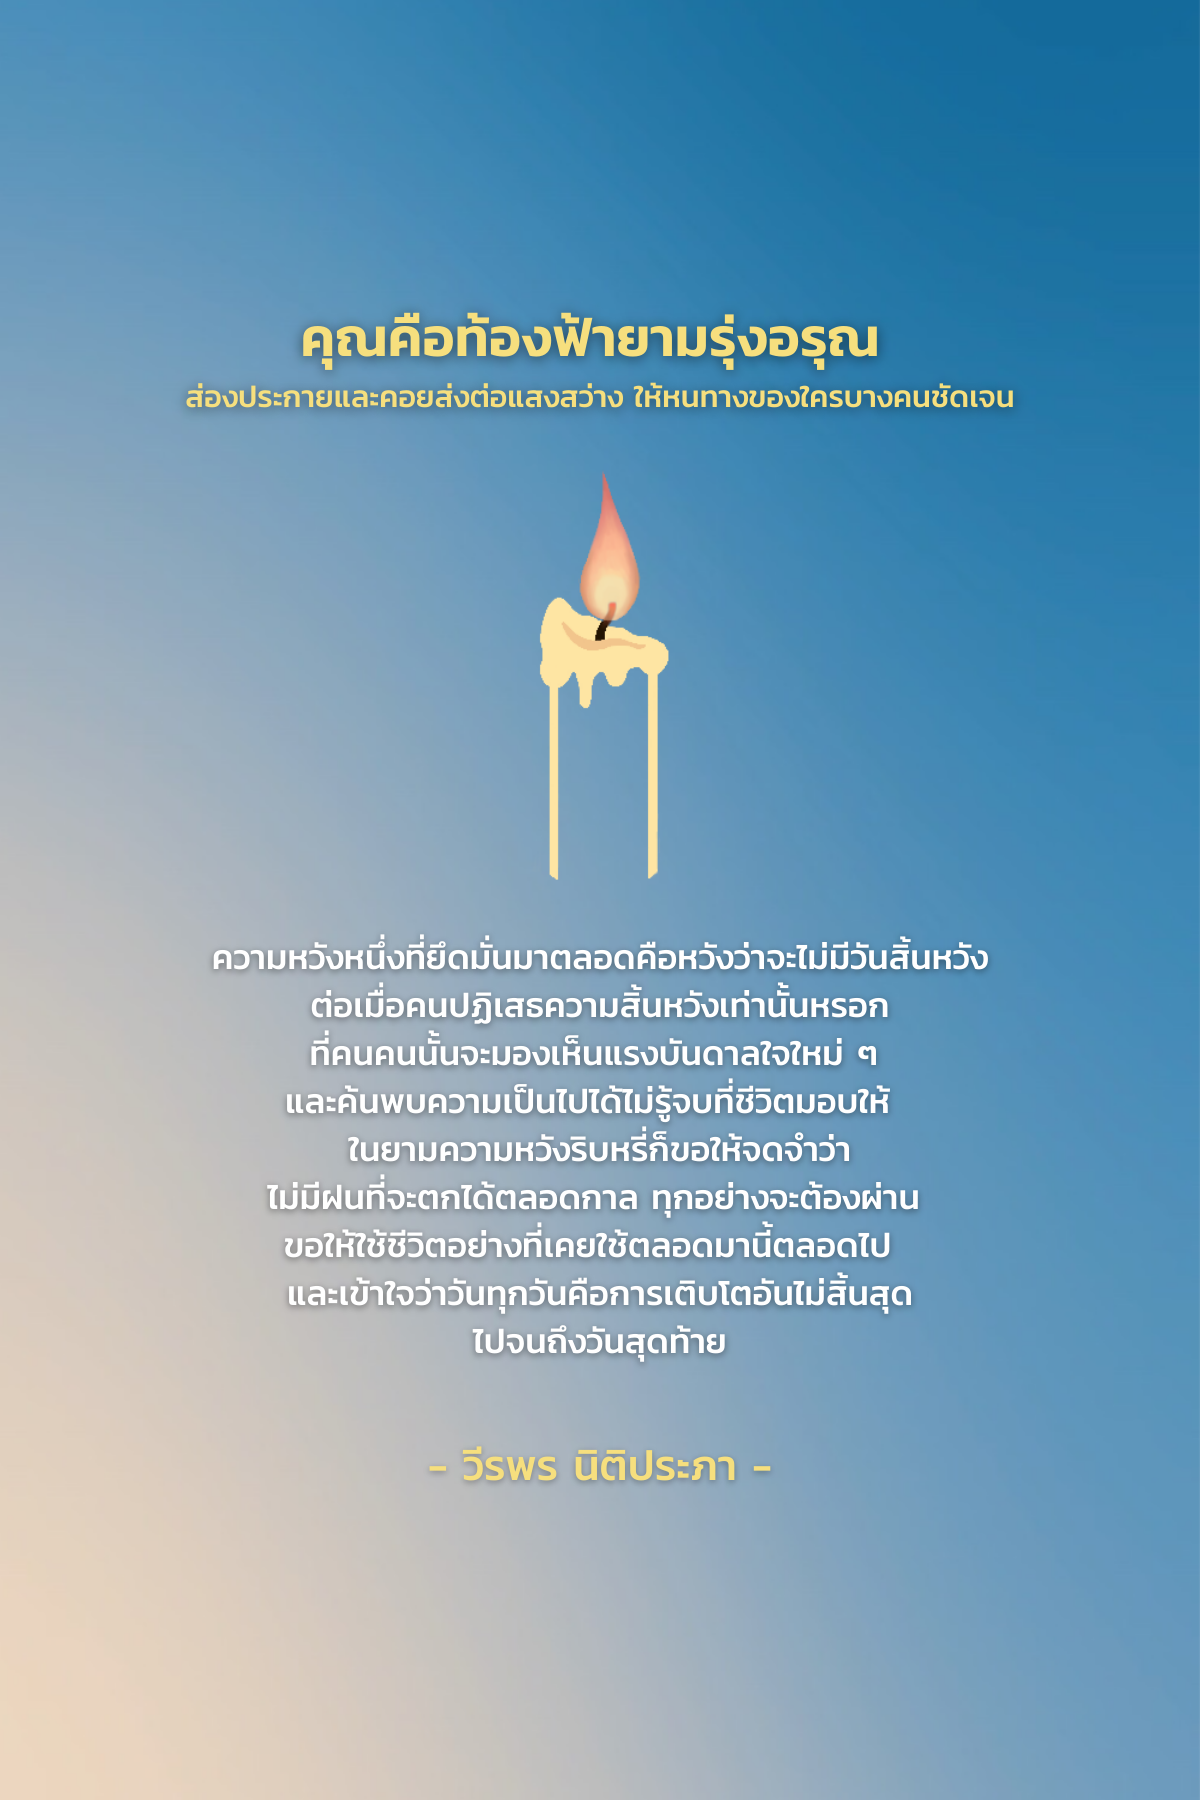 คุณคือท้องฟ้ายามรุ่งอรุณ
ส่องประกายและคอยส่งต่อแสงสว่าง ให้หนทางของใครบางคนชัดเจน
ความหวังหนึ่งที่ยึดมั่นมาตลอดคือหวังว่าจะไม่มีวันสิ้นหวัง
ต่อเมื่อคนปฏิเสธความสิ้นหวังเท่านั้นหรอก
ที่คนคนนั้นจะมองเห็นแรงบันดาลใจใหม่ ๆ
และค้นพบความเป็นไปได้ไม่รู้จบที่ชีวิตมอบให้
ในยามความหวังริบหรี่ก็ขอให้จดจำว่า
ไม่มีฝนที่จะตกได้ตลอดกาล ทุกอย่างจะต้องผ่าน
ขอให้ใช้ชีวิตอย่างที่เคยใช้ตลอดมานี้ตลอดไป
และเข้าใจว่าวันทุกวันคือการเติบโตอันไม่สิ้นสุด
ไปจนถึงวันสุดท้าย
- วีรพร นิติประภา -